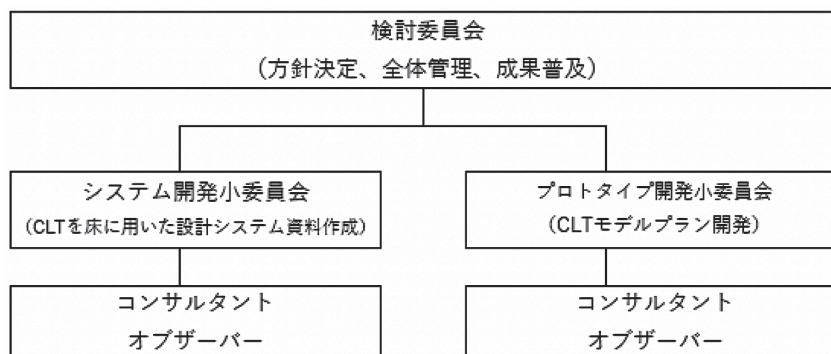 検討委員会
（方針決定、全体管理、成果普及）
システム開発小委員会
（CLTを床に用いた設計システム資料作成）
プロトタイプ開発小委員会
（CLTモデルプラン開発）
コンサルタント
オブザーバー
コンサルタント
オブザーバー